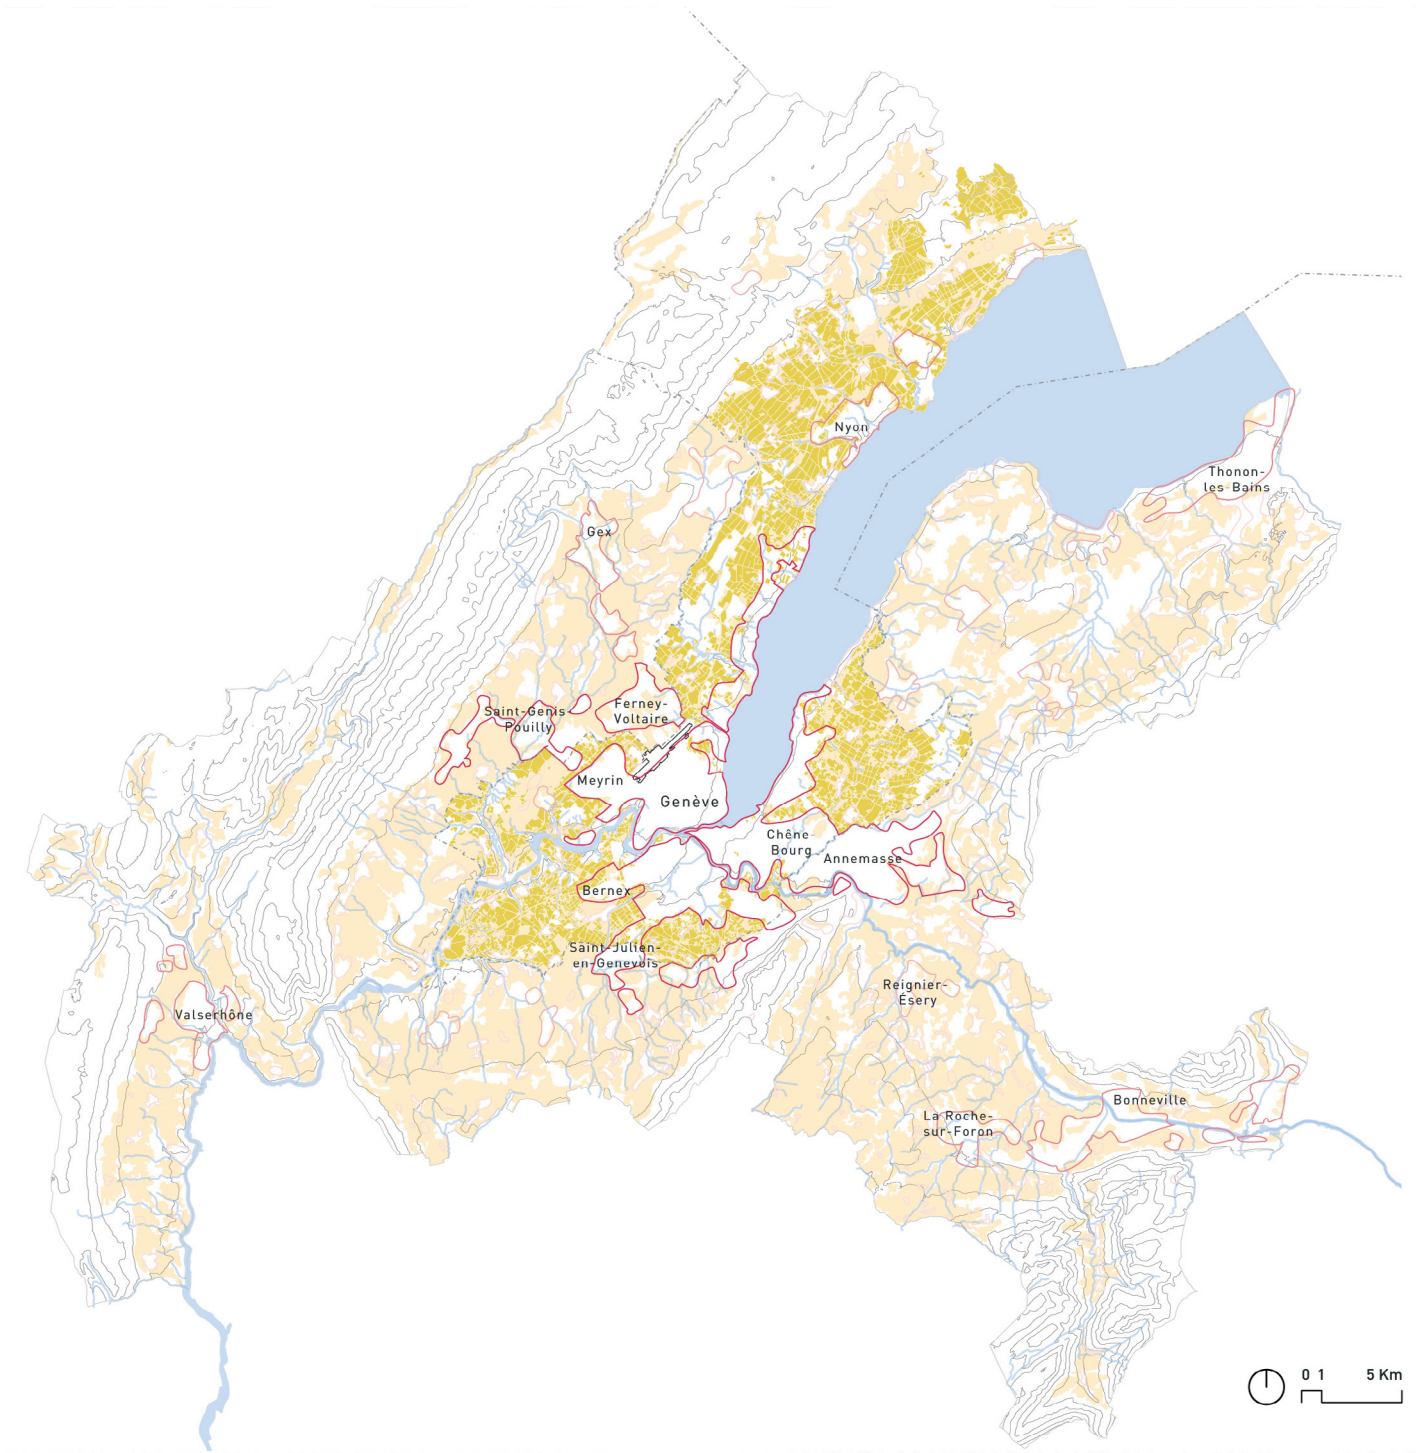 Nyon
Thonon-
les-Bains
Gex
Saint-Genis-
Pouilly
Ferney-
Voltaire
Meyrin
Genève
Chêne-
Bourg
Annemasse
Bernex
Saint-Julien-
en-Genevois
Reignier-
Ésery
Valserhône
Bonneville
La Roche-
sur-Foron
0 1 5 Km